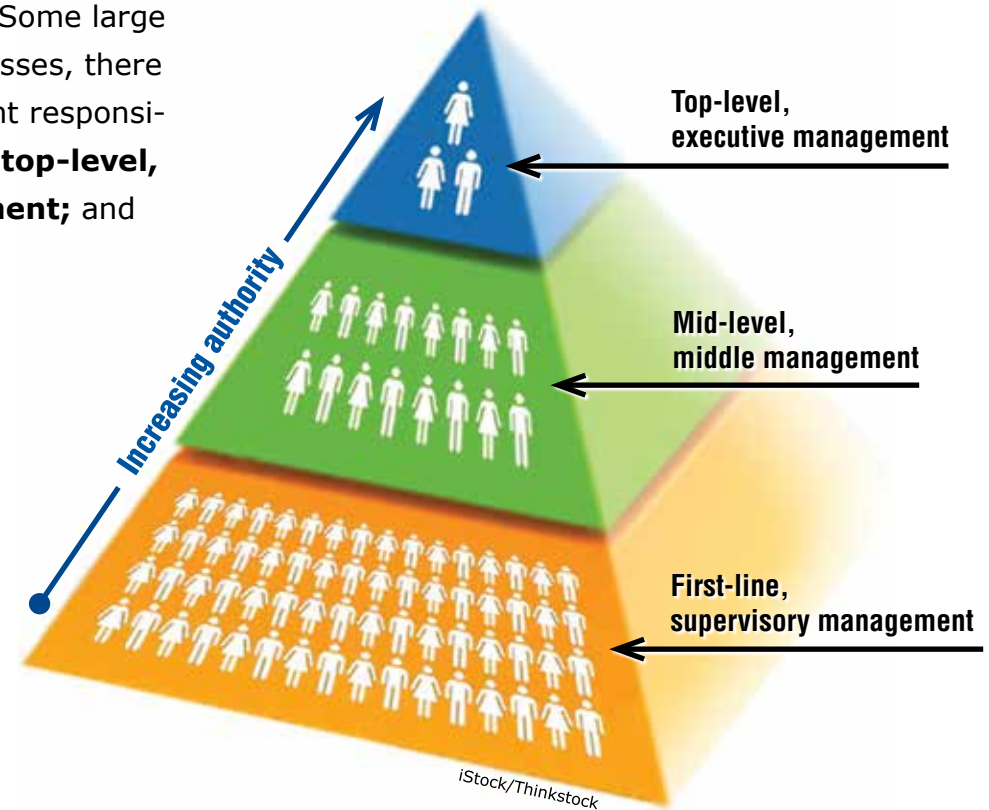 Some large
sses, there
nt responsi-
top-level,
nent; and
Increasing authority
Top-level,
executive management
Mid-level,
middle management
First-line,
supervisory management
iStock/Thinkstock